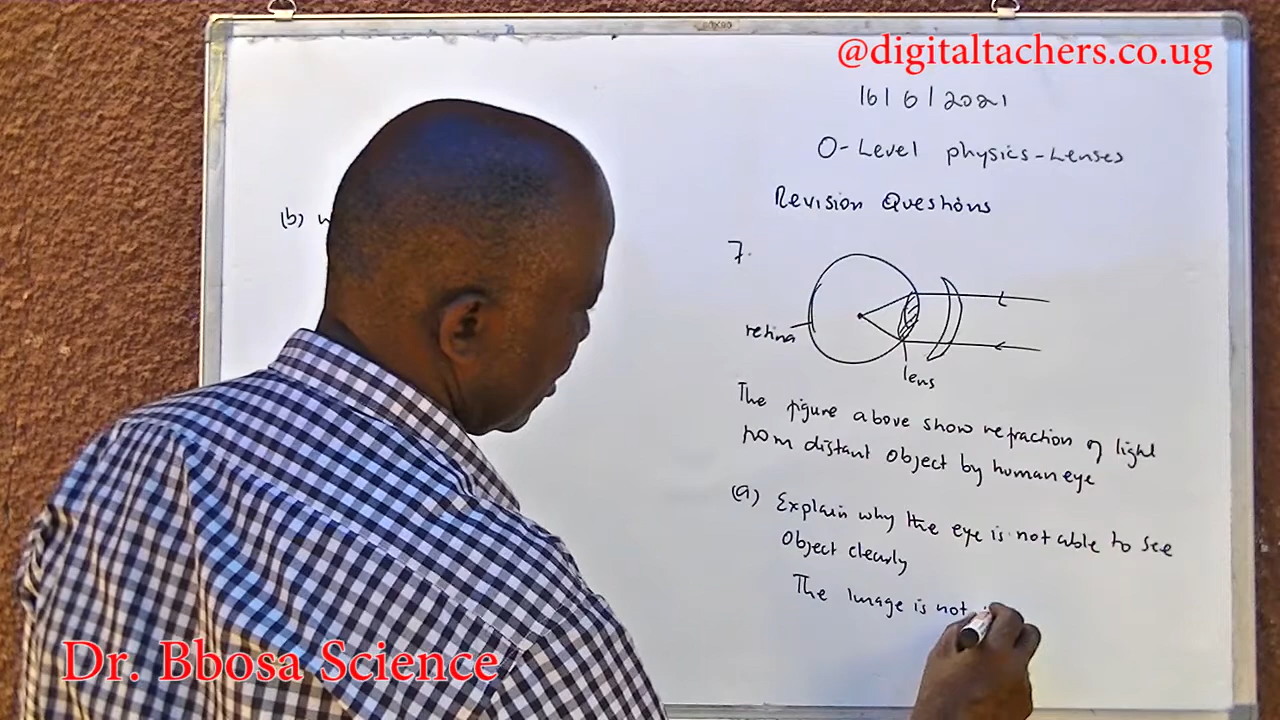 @digitaltachers.co.ug
16/6/2021
O-Level physics-Lenses
Revision Questions
7.
retina
lens
The figure above show refraction of light
from distant object by human eye
(a) Explain why the eye is not able to see
Object clearly
The Image is not
(b)
Dr. Bbosa Science